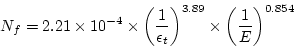 N_f = 2.21 × 10^{-4} × (1/ϵ_t)^{3.89} × (1/E)^{0.854}